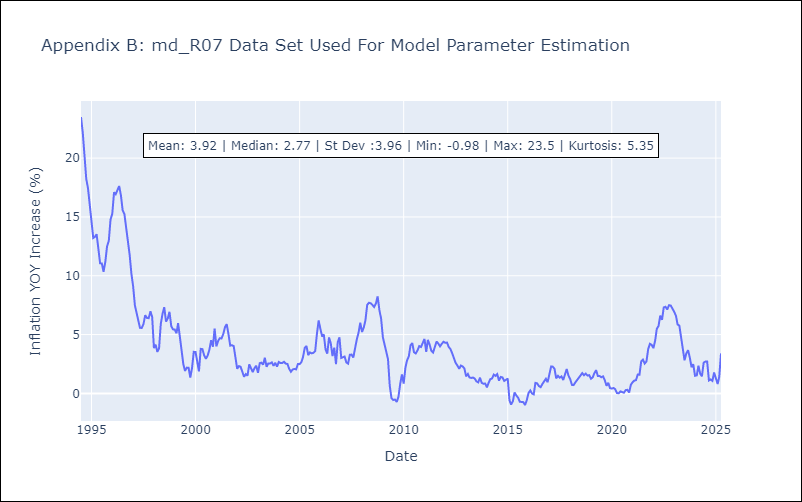 Appendix B: md_R07 Data Set Used For Model Parameter Estimation
Mean: 3.92 | Median: 2.77 | St Dev :3.96 | Min: -0.98 | Max: 23.5 | Kurtosis: 5.35
Inflation YOY Increase (%)
20
15
10
5
0
1995 2000 2005 2010 2015 2020 2025
Date